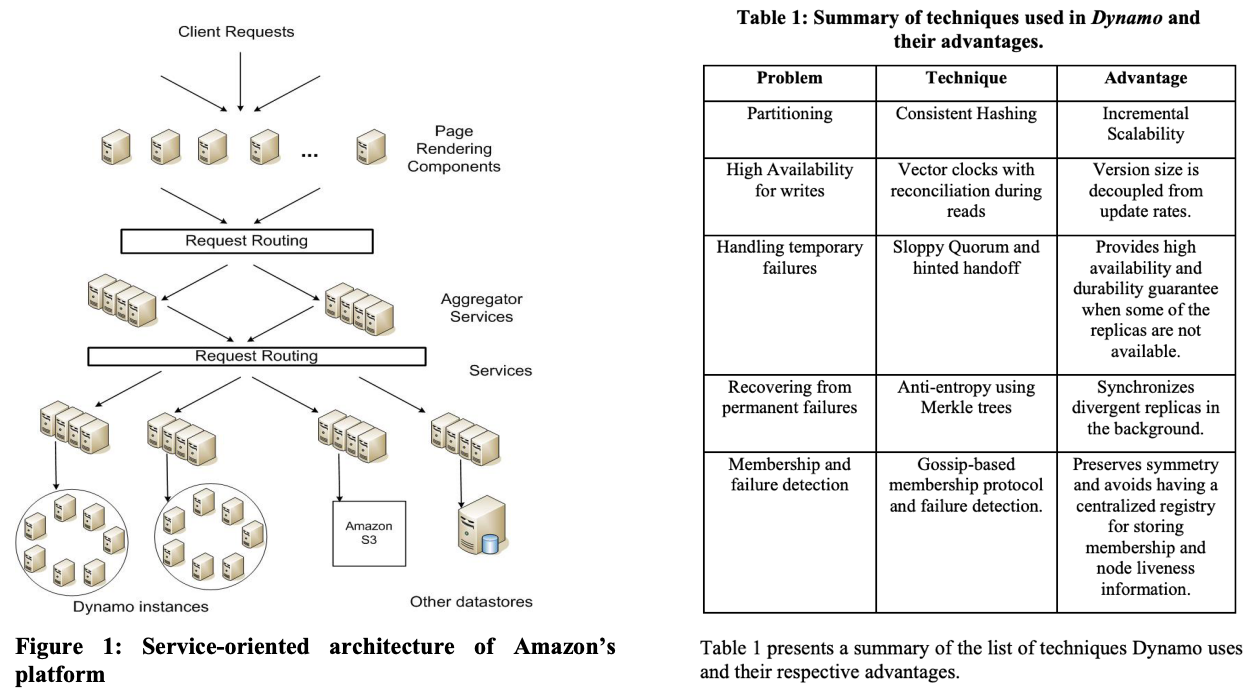 Client Requests
Page
Rendering
Components
...
Request Routing
Aggregator
Services
Request Routing
Services
Amazon
S3
Dynamo instances
Other datastores
Figure 1: Service-oriented architecture of Amazon's
platform
Table 1: Summary of techniques used in Dynamo and
their advantages.
Problem
Technique
Advantage
Partitioning
Consistent Hashing
Incremental
Scalability
High Availability
for writes
Vector clocks with
reconciliation during
reads
Version size is
decoupled from
update rates.
Handling temporary
failures
Sloppy Quorum and
hinted handoff
Provides high
availability and
durability guarantee
when some of the
replicas are not
available.
Recovering from
permanent failures
Anti-entropy using
Merkle trees
Synchronizes
divergent replicas in
the background.
Membership and
failure detection
Gossip-based
membership protocol
and failure detection.
Preserves symmetry
and avoids having a
centralized registry
for storing
membership and
node liveness
information.
Table 1 presents a summary of the list of techniques Dynamo uses
and their respective advantages.